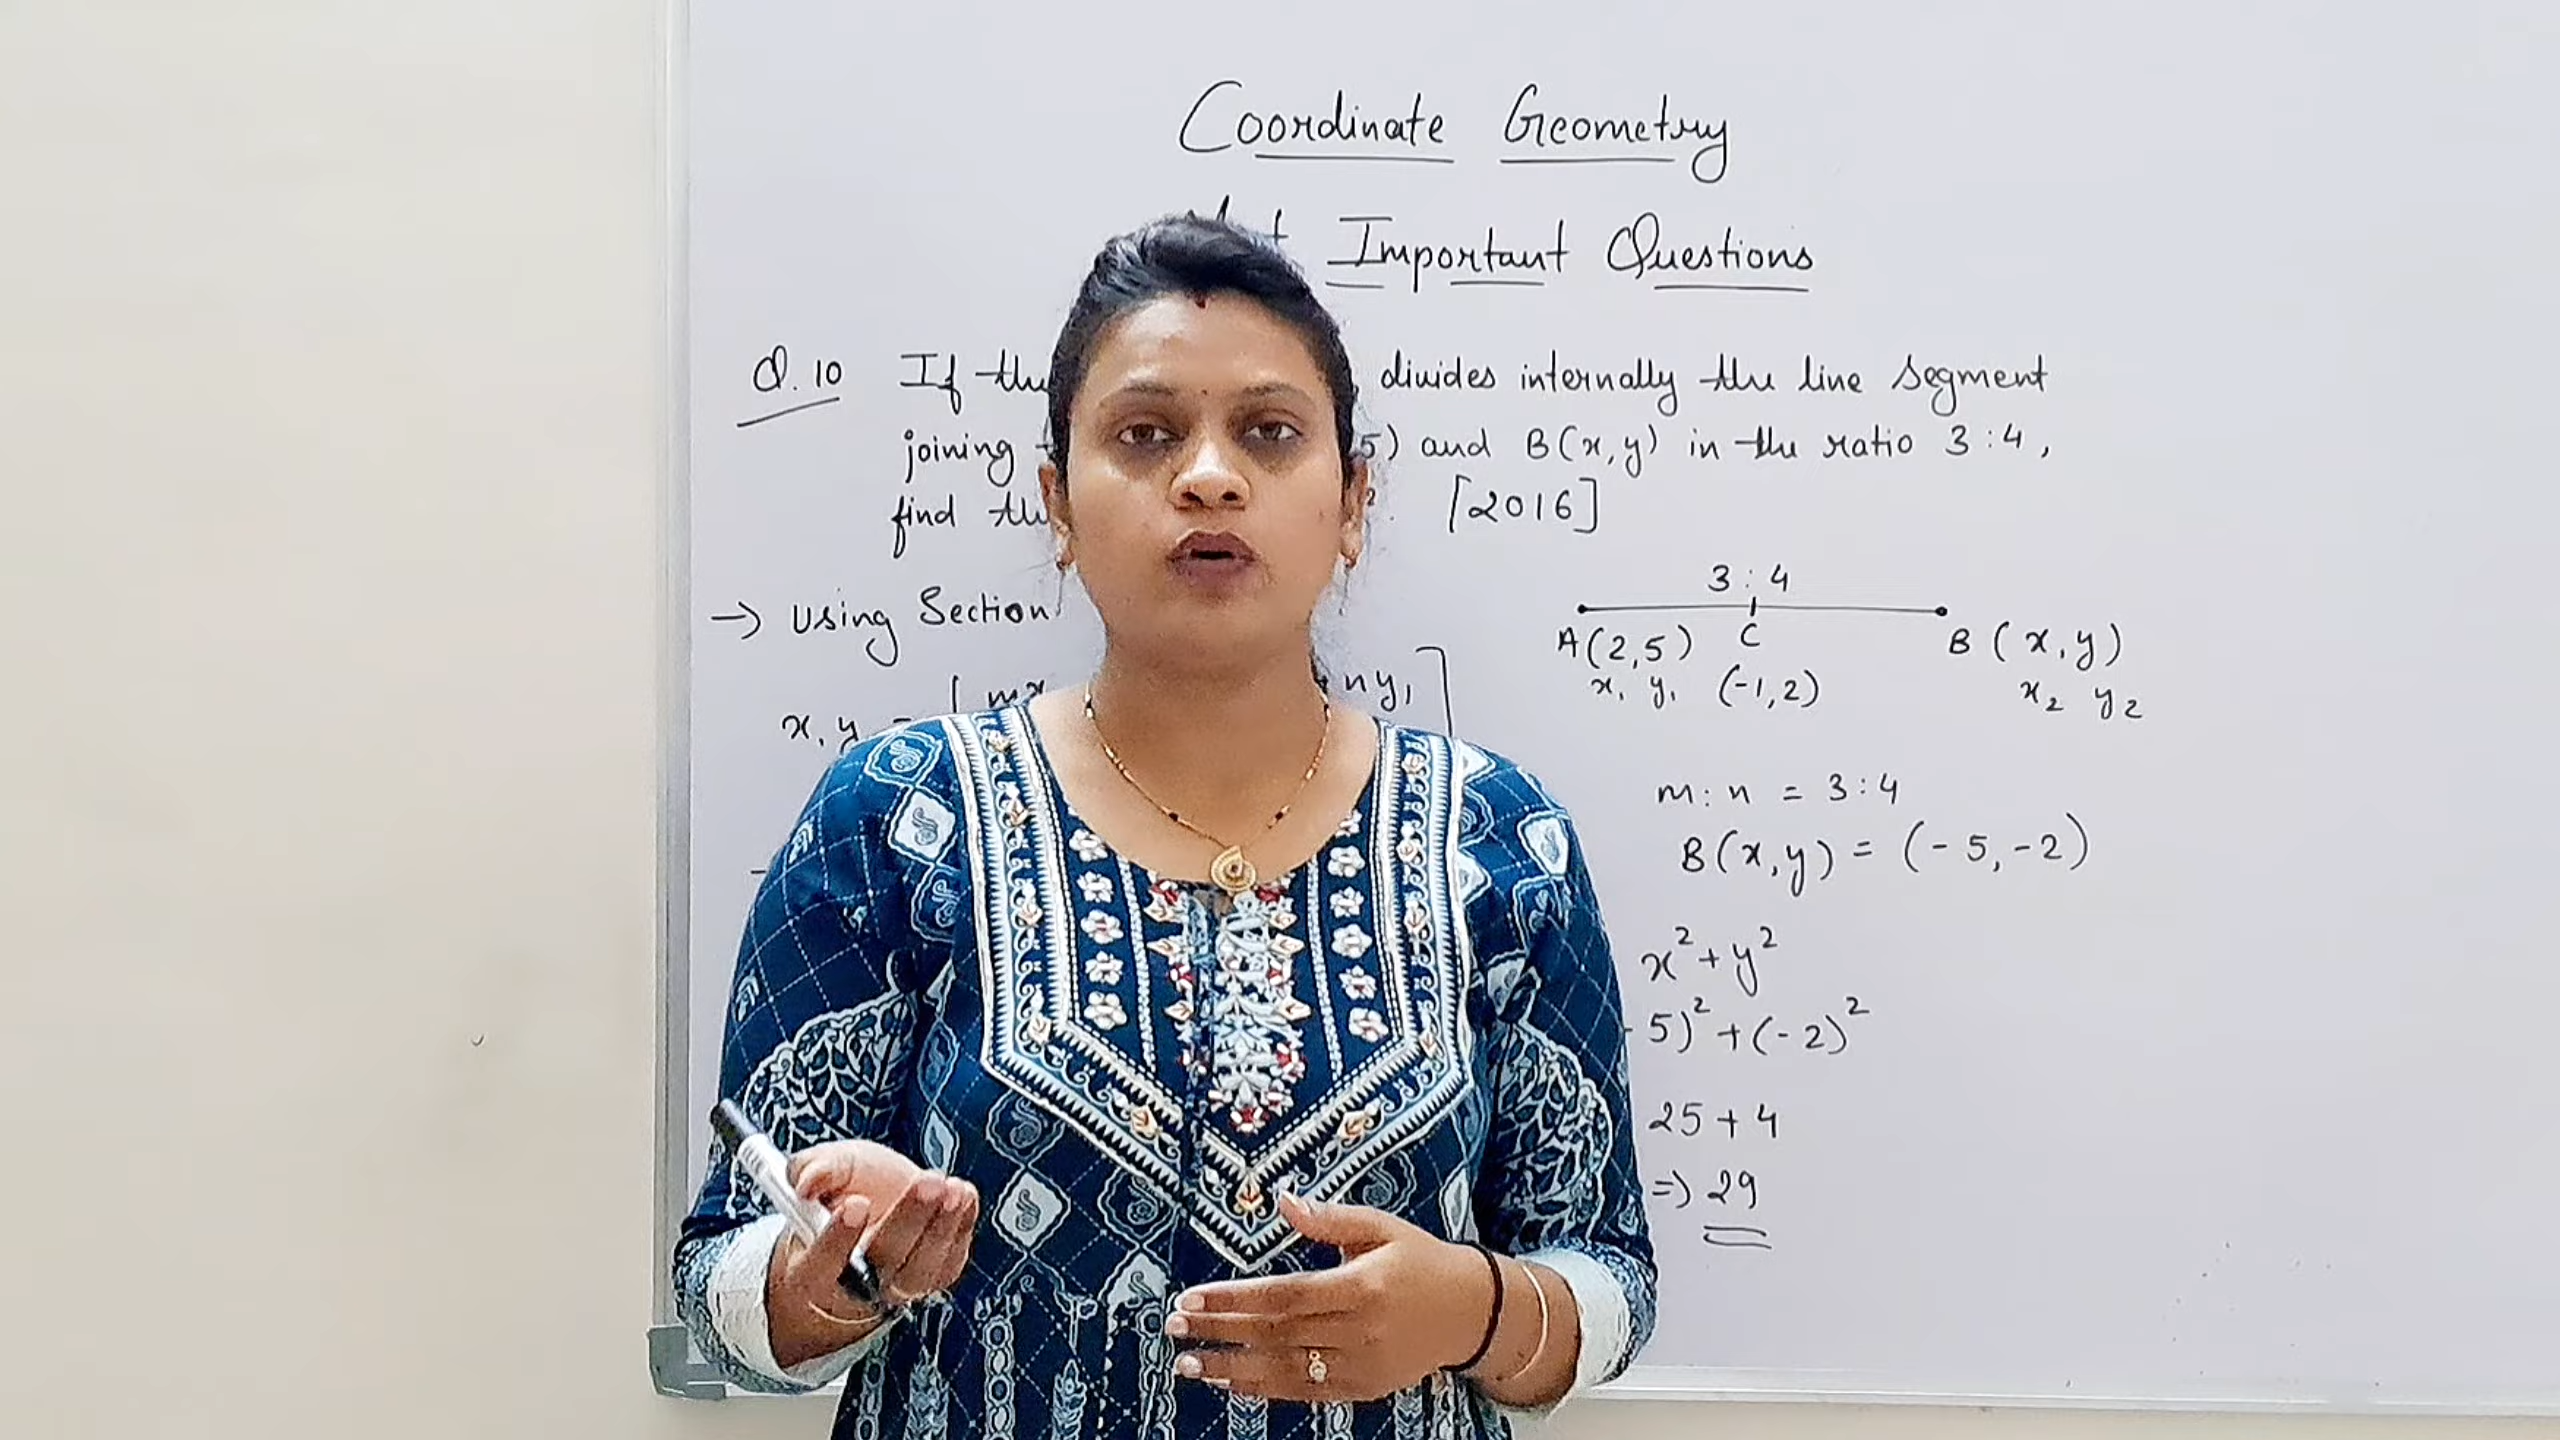 Coordinate Geometry
Important Questions
Q. 10 If the divides internally the line segment
joining 5) and B(x, y) in the ratio 3 : 4,
find the [2016]
3 : 4
A(2,5) C B (x, y)
x₁ y₁ (-1,2) x₂ y₂
→ Using Section
ny₁ ]
x, y =
m : n = 3 : 4
B(x, y) = (-5, -2)
x² + y²
5)² + (-2)²
25 + 4
=> 29